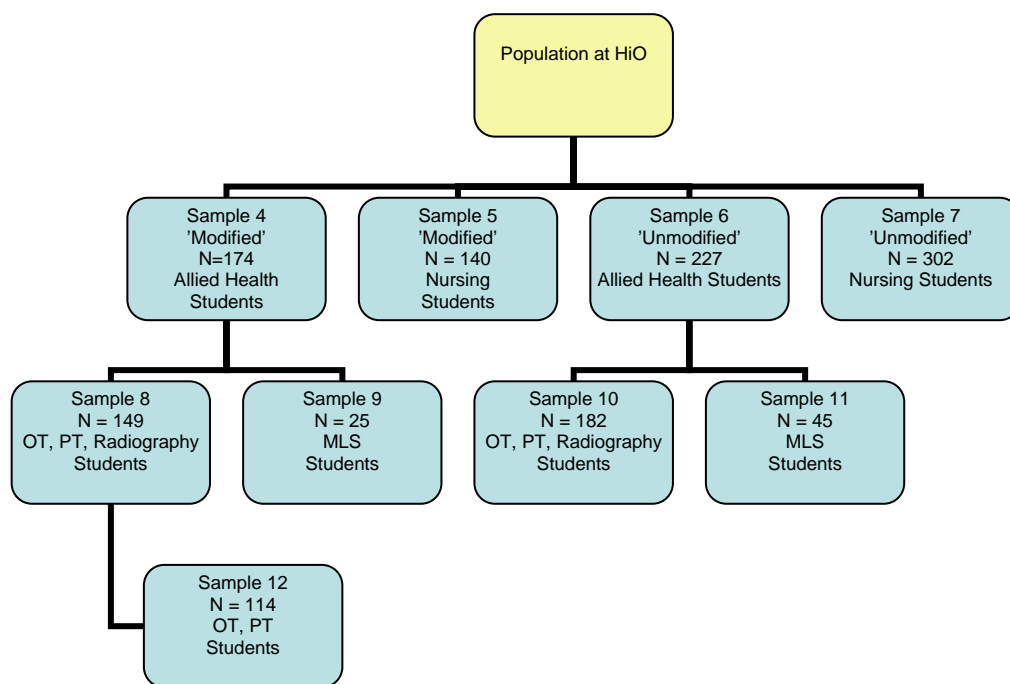 Population at HiO
Sample 4
’Modified’
N=174
Allied Health
Students
Sample 5
’Modified’
N = 140
Nursing
Students
Sample 6
’Unmodified’
N = 227
Allied Health Students
Sample 7
’Unmodified’
N = 302
Nursing Students
Sample 8
N = 149
OT, PT, Radiography
Students
Sample 9
N = 25
MLS
Students
Sample 10
N = 182
OT, PT, Radiography
Students
Sample 11
N = 45
MLS
Students
Sample 12
N = 114
OT, PT
Students